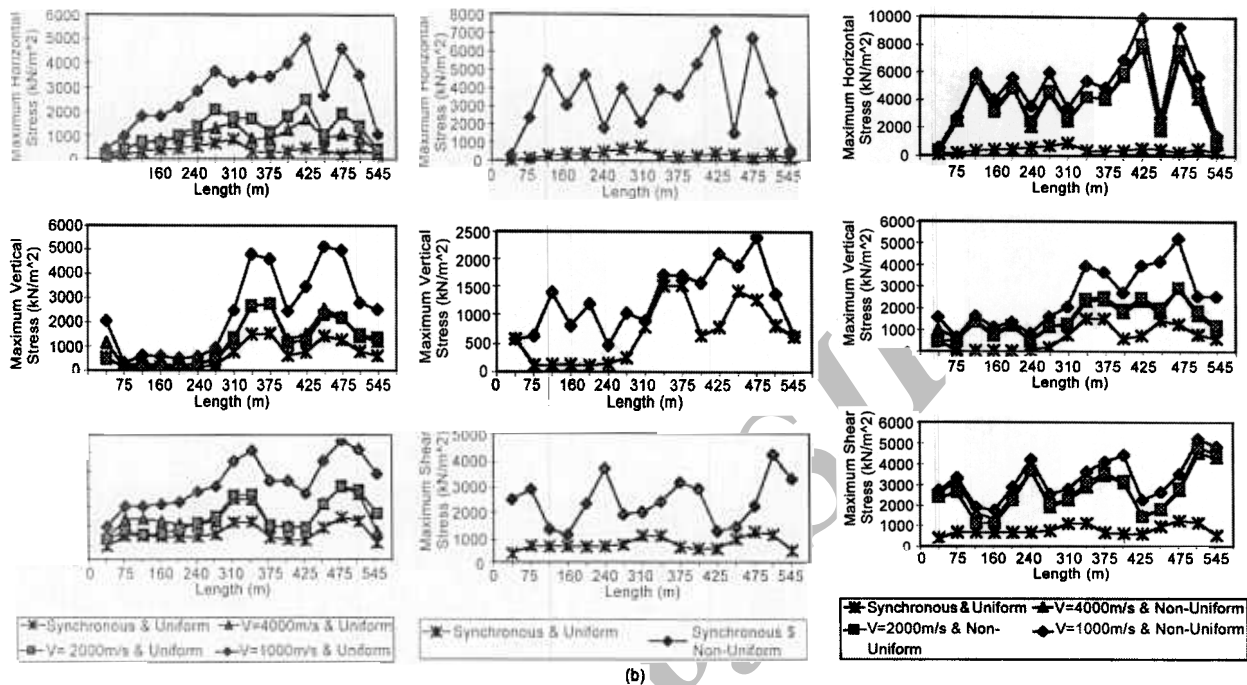 Maximum Horizontal
Stress (kN/m^2)
6000
5000
4000
3000
2000
1000
0
75 160 240 310 375 425 475 545
Length (m)
Maximum Horizontal
Stress (kN/m^2)
8000
7000
6000
5000
4000
3000
2000
1000
0
0 75 160 240 310 375 425 475 545
Length (m)
Maximum Horizontal
Stress (kN/m^2)
10000
8000
6000
4000
2000
0
75 160 240 310 375 425 475 545
Length (m)
Maximum Vertical
Stress (kN/m^2)
6000
5000
4000
3000
2000
1000
0
75 160 240 310 375 425 475 545
Length (m)
Maximum Vertical
Stress (kN/m^2)
2500
2000
1500
1000
500
0
0 75 160 240 310 375 425 475 545
Length (m)
Maximum Vertical
Stress (kN/m^2)
6000
5000
4000
3000
2000
1000
0
75 160 240 310 375 425 475 545
Length (m)
0 75 160 240 310 375 425 475 545
Length (m)
Maximum Shear
Stress (kN/m^2)
5000
4000
3000
2000
1000
0
0 75 160 240 310 375 425 475 545
Length (m)
Maximum Shear
Stress (kN/m^2)
6000
5000
4000
3000
2000
1000
0
0 75 160 240 310 375 425 475 545
Length (m)
Synchronous & Uniform V=4000m/s & Uniform
V= 2000m/s & Uniform V=1000m/s & Uniform
Synchronous & Uniform Synchronous $
Non-Uniform
Synchronous & Uniform V=4000m/s & Non-Uniform
V=2000m/s & Non-
Uniform
V=1000m/s & Non-Uniform
(b)